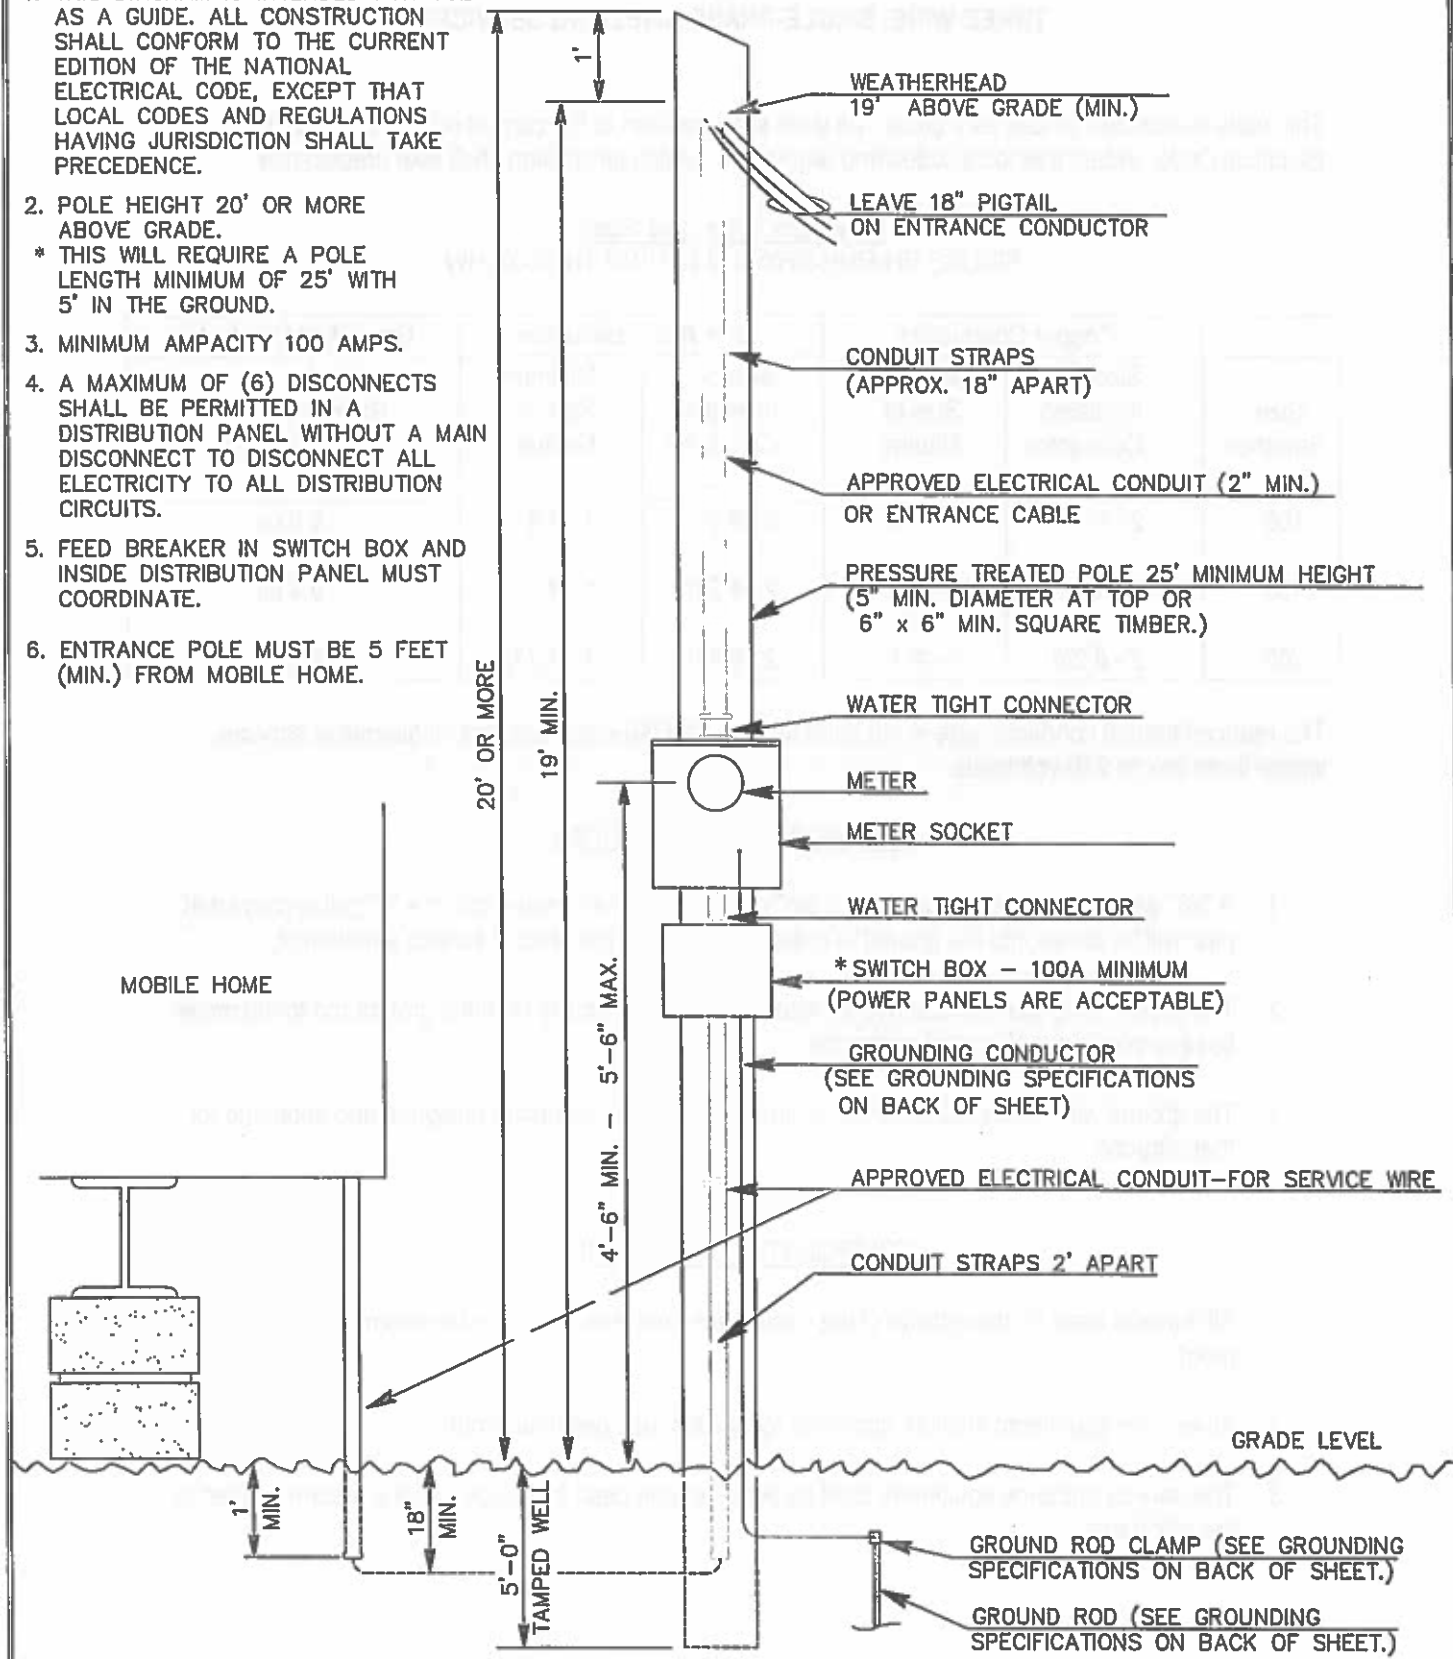 AS A GUIDE. ALL CONSTRUCTION
SHALL CONFORM TO THE CURRENT
EDITION OF THE NATIONAL
ELECTRICAL CODE, EXCEPT THAT
LOCAL CODES AND REGULATIONS
HAVING JURISDICTION SHALL TAKE
PRECEDENCE.
2. POLE HEIGHT 20' OR MORE
ABOVE GRADE.
* THIS WILL REQUIRE A POLE
LENGTH MINIMUM OF 25' WITH
5' IN THE GROUND.
3. MINIMUM AMPACITY 100 AMPS.
4. A MAXIMUM OF (6) DISCONNECTS
SHALL BE PERMITTED IN A
DISTRIBUTION PANEL WITHOUT A MAIN
DISCONNECT TO DISCONNECT ALL
ELECTRICITY TO ALL DISTRIBUTION
CIRCUITS.
5. FEED BREAKER IN SWITCH BOX AND
INSIDE DISTRIBUTION PANEL MUST
COORDINATE.
6. ENTRANCE POLE MUST BE 5 FEET
(MIN.) FROM MOBILE HOME.
1'
20' OR MORE
19' MIN.
4'-6" MIN. - 5'-6" MAX.
WEATHERHEAD
19' ABOVE GRADE (MIN.)
LEAVE 18" PIGTAIL
ON ENTRANCE CONDUCTOR
CONDUIT STRAPS
(APPROX. 18" APART)
APPROVED ELECTRICAL CONDUIT (2" MIN.)
OR ENTRANCE CABLE
PRESSURE TREATED POLE 25' MINIMUM HEIGHT
(5" MIN. DIAMETER AT TOP OR
6" x 6" MIN. SQUARE TIMBER.)
WATER TIGHT CONNECTOR
METER
METER SOCKET
WATER TIGHT CONNECTOR
* SWITCH BOX - 100A MINIMUM
(POWER PANELS ARE ACCEPTABLE)
GROUNDING CONDUCTOR
(SEE GROUNDING SPECIFICATIONS
ON BACK OF SHEET)
APPROVED ELECTRICAL CONDUIT-FOR SERVICE WIRE
CONDUIT STRAPS 2' APART
MOBILE HOME
GRADE LEVEL
1'
MIN.
18"
MIN.
5'-0"
TAMPED WELL
GROUND ROD CLAMP (SEE GROUNDING
SPECIFICATIONS ON BACK OF SHEET.)
GROUND ROD (SEE GROUNDING
SPECIFICATIONS ON BACK OF SHEET.)